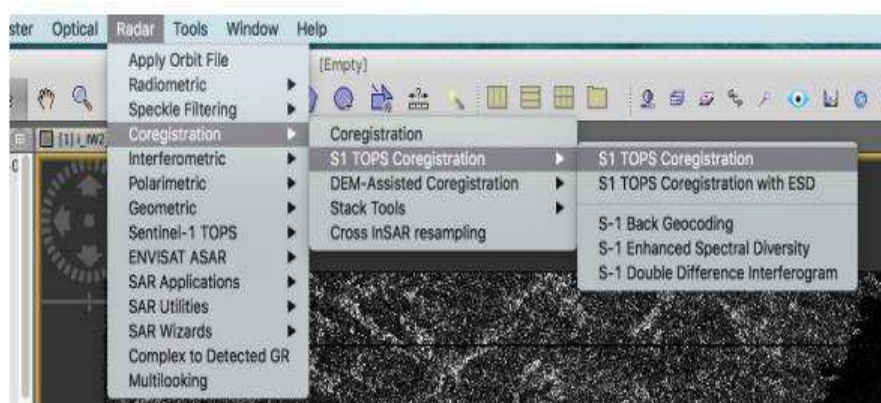 ster Optical Radar Tools Window Help
[Empty]
[1] i_IW2
Apply Orbit File
Radiometric
Speckle Filtering
Coregistration
Interferometric
Polarimetric
Geometric
Sentinel-1 TOPS
ENVISAT ASAR
SAR Applications
SAR Utilities
SAR Wizards
Complex to Detected GR
Multilooking
Coregistration
S1 TOPS Coregistration
DEM-Assisted Coregistration
Stack Tools
Cross InSAR resampling
S1 TOPS Coregistration
S1 TOPS Coregistration with ESD
S-1 Back Geocoding
S-1 Enhanced Spectral Diversity
S-1 Double Difference Interferogram